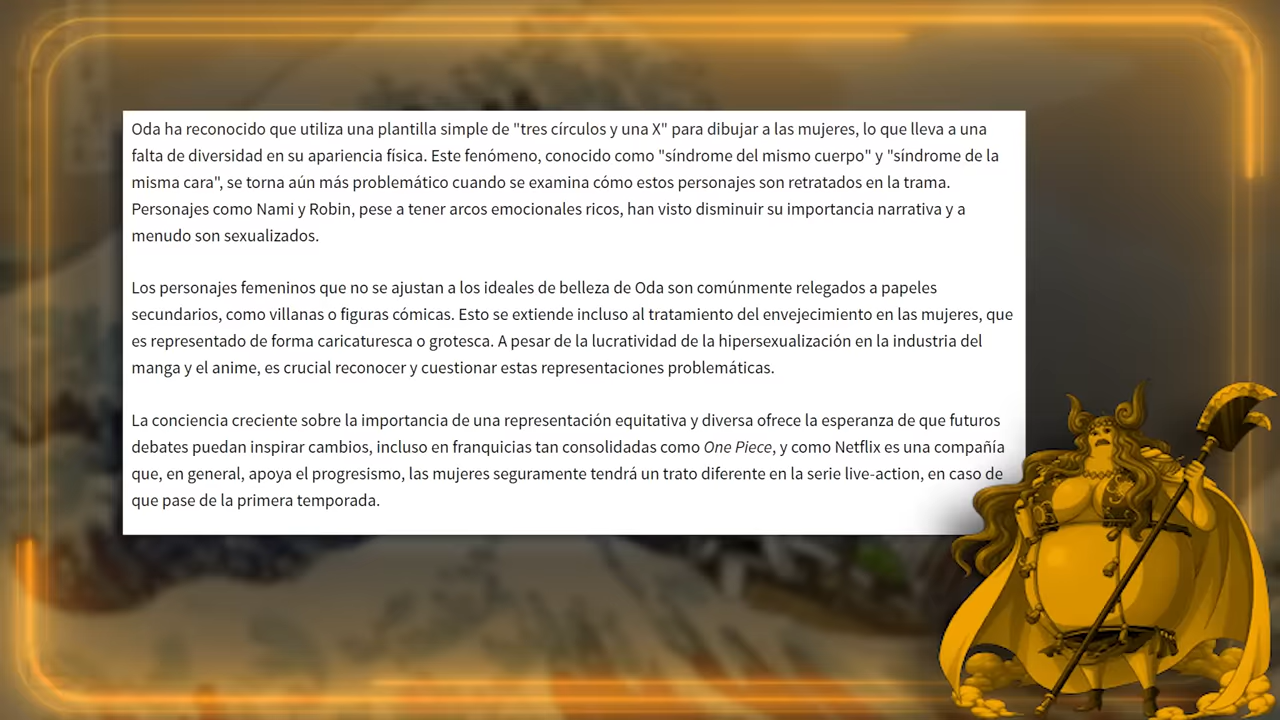 Oda ha reconocido que utiliza una plantilla simple de "tres círculos y una X" para dibujar a las mujeres, lo que lleva a una
falta de diversidad en su apariencia física. Este fenómeno, conocido como "síndrome del mismo cuerpo" y "síndrome de la
misma cara", se torna aún más problemático cuando se examina cómo estos personajes son retratados en la trama.
Personajes como Nami y Robin, pese a tener arcos emocionales ricos, han visto disminuir su importancia narrativa y a
menudo son sexualizados.
Los personajes femeninos que no se ajustan a los ideales de belleza de Oda son comúnmente relegados a papeles
secundarios, como villanas o figuras cómicas. Esto se extiende incluso al tratamiento del envejecimiento en las mujeres, que
es representado de forma caricaturesca o grotesca. A pesar de la lucratividad de la hipersexualización en la industria del
manga y el anime, es crucial reconocer y cuestionar estas representaciones problemáticas.
La conciencia creciente sobre la importancia de una representación equitativa y diversa ofrece la esperanza de que futuros
debates puedan inspirar cambios, incluso en franquicias tan consolidadas como One Piece, y como Netflix es una compañía
que, en general, apoya el progresismo, las mujeres seguramente tendrá un trato diferente en la serie live-action, en caso de
que pase de la primera temporada.